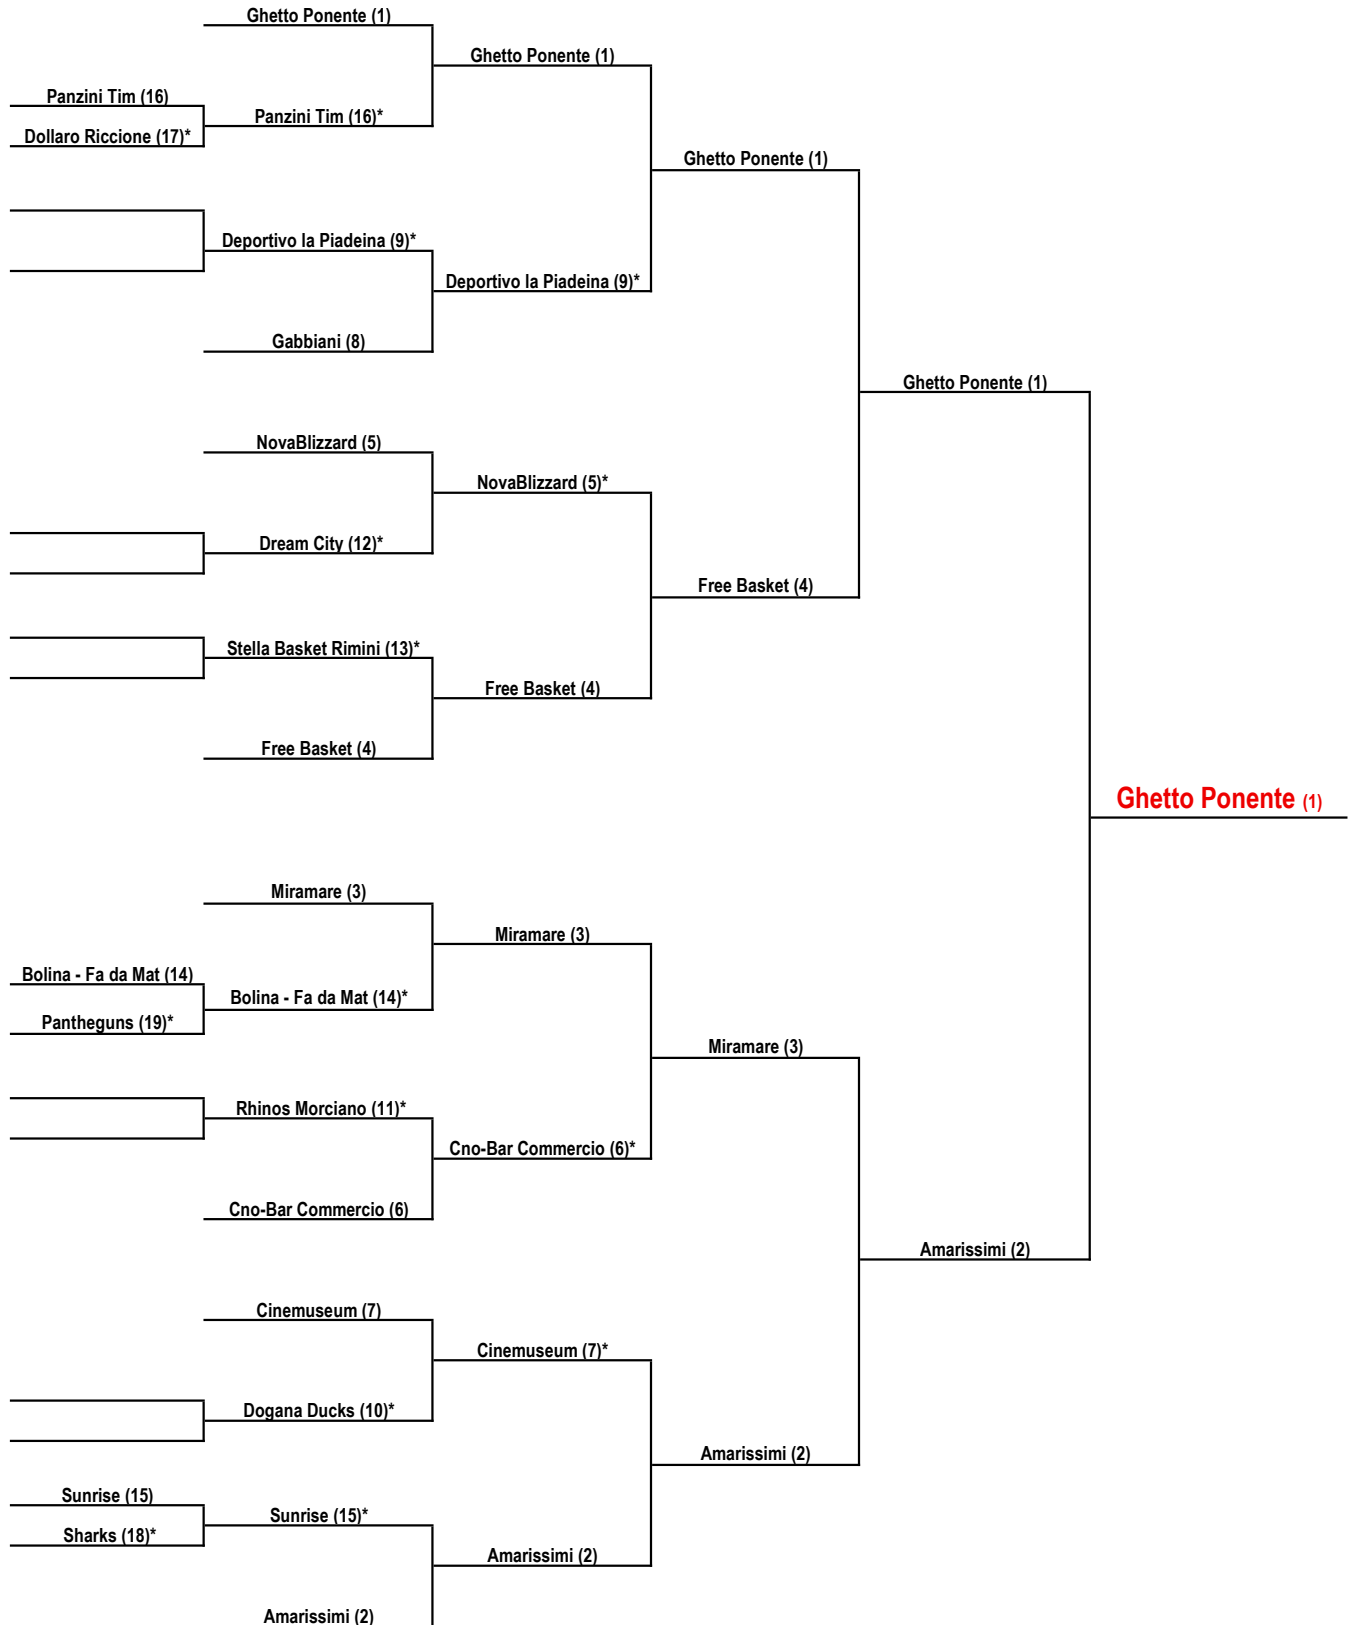 Ghetto Ponente (1)
Ghetto Ponente (1)
Panzini Tim (16)
Panzini Tim (16)*
Dollaro Riccione (17)*
Ghetto Ponente (1)
Deportivo la Piadeina (9)*
Deportivo la Piadeina (9)*
Gabbiani (8)
Ghetto Ponente (1)
NovaBlizzard (5)
NovaBlizzard (5)*
Dream City (12)*
Free Basket (4)
Stella Basket Rimini (13)*
Free Basket (4)
Free Basket (4)
Ghetto Ponente (1)
Miramare (3)
Miramare (3)
Bolina - Fa da Mat (14)
Bolina - Fa da Mat (14)*
Pantheguns (19)*
Miramare (3)
Rhinos Morciano (11)*
Cno-Bar Commercio (6)*
Cno-Bar Commercio (6)
Amarissimi (2)
Cinemuseum (7)
Cinemuseum (7)*
Dogana Ducks (10)*
Amarissimi (2)
Sunrise (15)
Sunrise (15)*
Sharks (18)*
Amarissimi (2)
Amarissimi (2)